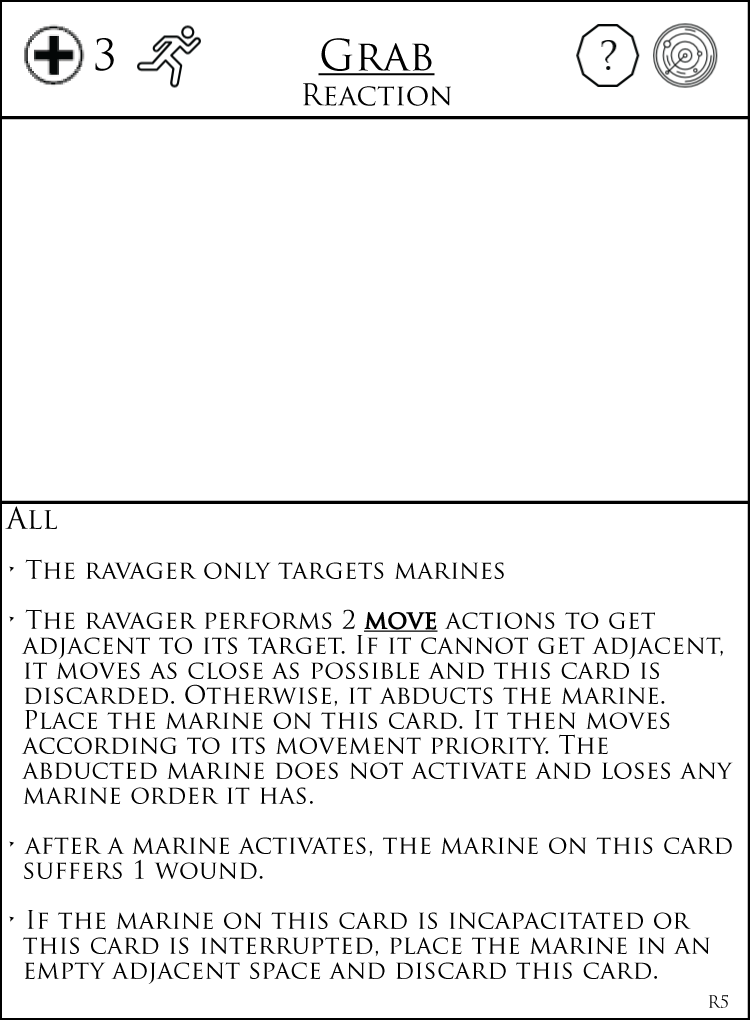 3
GRAB
?
REACTION
ALL
· THE RAVAGER ONLY TARGETS MARINES
· THE RAVAGER PERFORMS 2 MOVE ACTIONS TO GET
ADJACENT TO ITS TARGET. IF IT CANNOT GET ADJACENT,
IT MOVES AS CLOSE AS POSSIBLE AND THIS CARD IS
DISCARDED. OTHERWISE, IT ABDUCTS THE MARINE.
PLACE THE MARINE ON THIS CARD. IT THEN MOVES
ACCORDING TO ITS MOVEMENT PRIORITY. THE
ABDUCTED MARINE DOES NOT ACTIVATE AND LOSES ANY
MARINE ORDER IT HAS.
· AFTER A MARINE ACTIVATES, THE MARINE ON THIS CARD
SUFFERS 1 WOUND.
· IF THE MARINE ON THIS CARD IS INCAPACITATED OR
THIS CARD IS INTERRUPTED, PLACE THE MARINE IN AN
EMPTY ADJACENT SPACE AND DISCARD THIS CARD.
R5